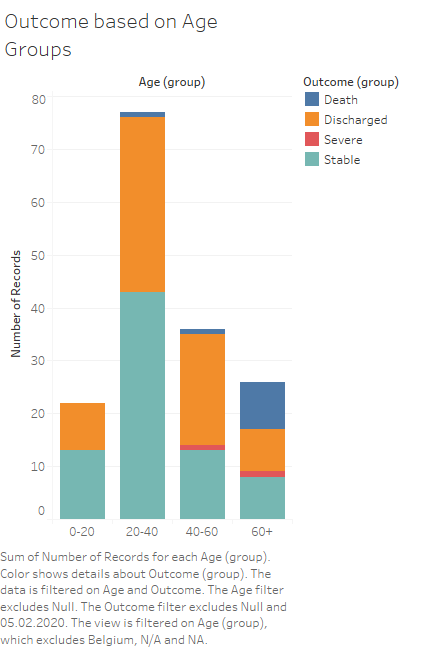 Outcome based on Age
Groups
Age (group)
Outcome (group)
Death
Discharged
Severe
Stable
Number of Records
80
70
60
50
40
30
20
10
0
0-20
20-40
40-60
60+
Sum of Number of Records for each Age (group).
Color shows details about Outcome (group). The
data is filtered on Age and Outcome. The Age filter
excludes Null. The Outcome filter excludes Null and
05.02.2020. The view is filtered on Age (group),
which excludes Belgium, N/A and NA.